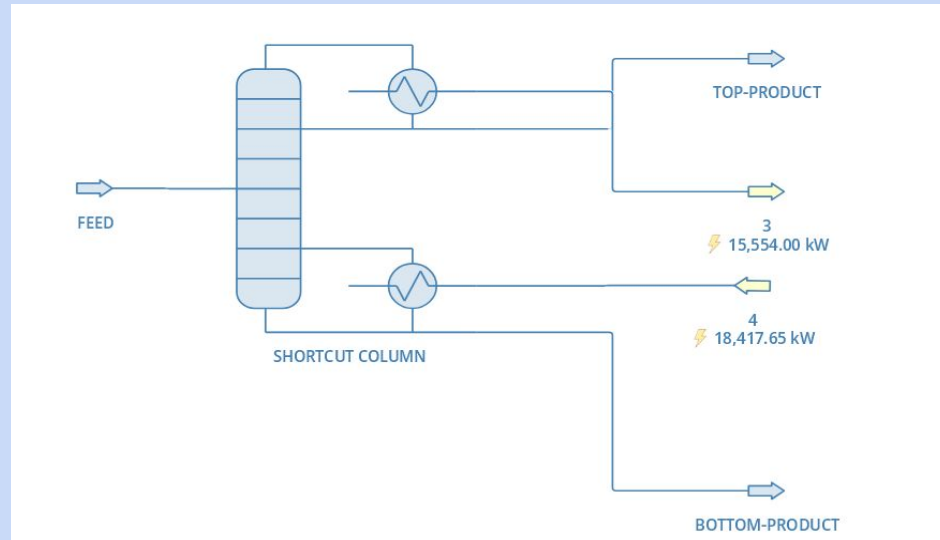 TOP-PRODUCT
FEED
3
15,554.00 kW
4
18,417.65 kW
SHORTCUT COLUMN
BOTTOM-PRODUCT